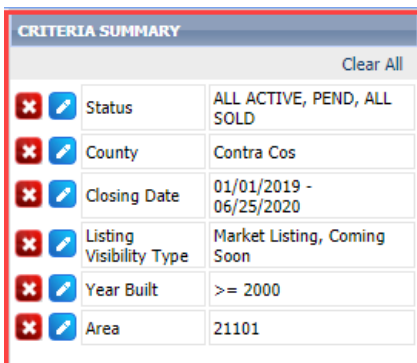 CRITERIA SUMMARY
Clear All
Status
ALL ACTIVE, PEND, ALL
SOLD
County
Contra Cos
Closing Date
01/01/2019 -
06/25/2020
Listing
Visibility Type
Market Listing, Coming
Soon
Year Built
>= 2000
Area
21101